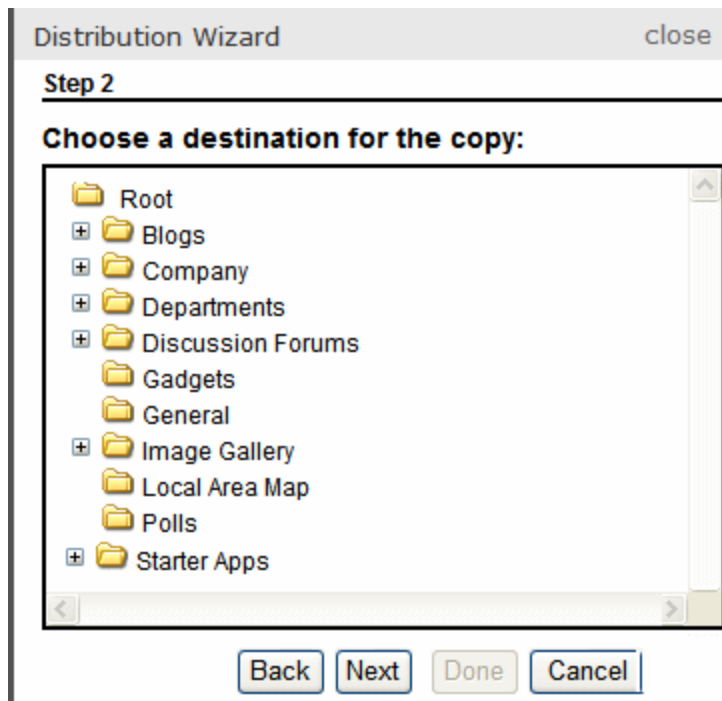 Distribution Wizard close
Step 2
Choose a destination for the copy:
Root
Blogs
Company
Departments
Discussion Forums
Gadgets
General
Image Gallery
Local Area Map
Polls
Starter Apps
Back Next Done Cancel